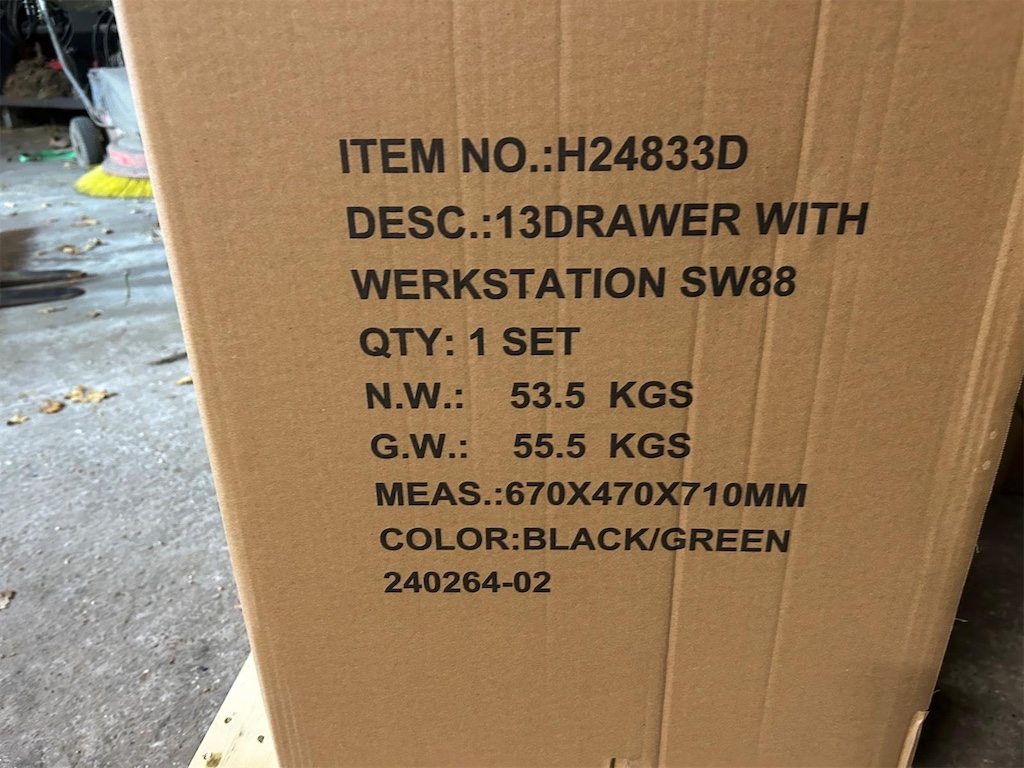 ITEM NO.:H24833D
DESC.:13DRAWER WITH
WERKSTATION SW88
QTY: 1 SET
N.W.: 53.5 KGS
G.W.: 55.5 KGS
MEAS.:670X470X710MM
COLOR:BLACK/GREEN
240264-02